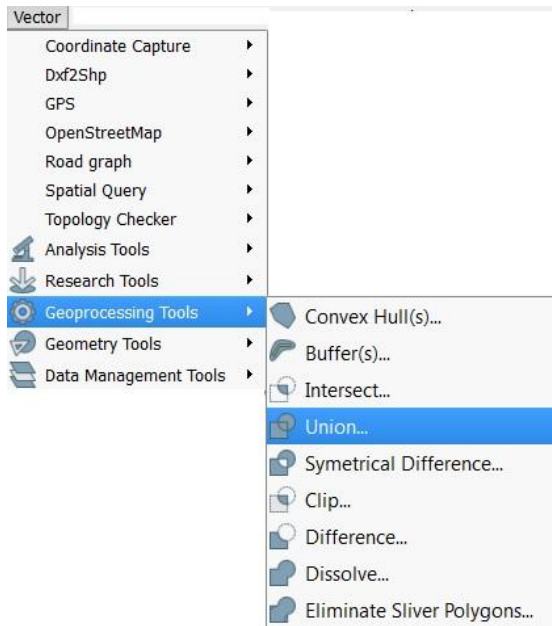 Vector
Coordinate Capture
Dxf2Shp
GPS
OpenStreetMap
Road graph
Spatial Query
Topology Checker
Analysis Tools
Research Tools
Geoprocessing Tools
Geometry Tools
Data Management Tools
Convex Hull(s)...
Buffer(s)...
Intersect...
Union...
Symetrical Difference...
Clip...
Difference...
Dissolve...
Eliminate Sliver Polygons...